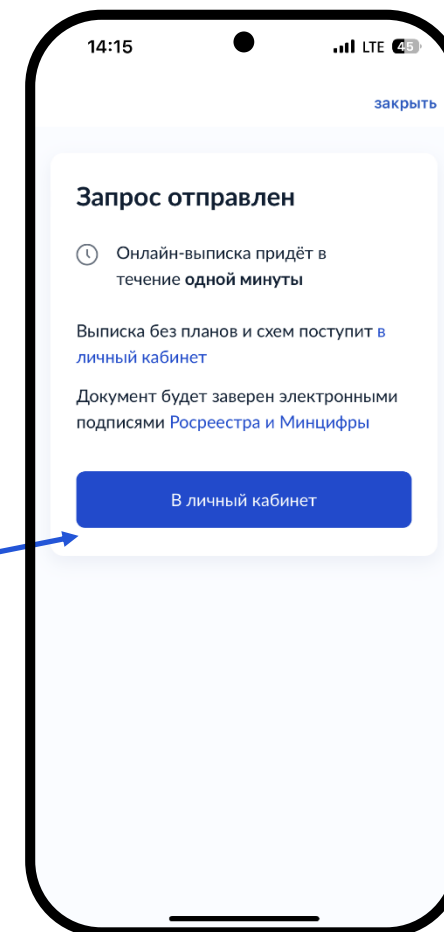 14:15 LTE 45
закрыть
Запрос отправлен
Онлайн-выписка придёт в
течение одной минуты
Выписка без планов и схем поступит в
личный кабинет
Документ будет заверен электронными
подписями Росреестра и Минцифры
В личный кабинет